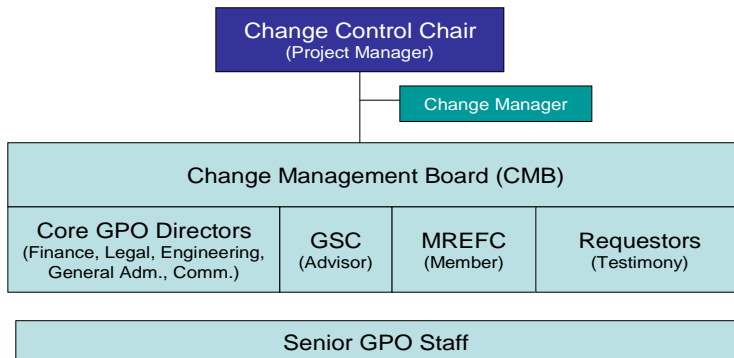 Change Control Chair
(Project Manager)
Change Manager
Change Management Board (CMB)
Core GPO Directors
(Finance, Legal, Engineering,
General Adm., Comm.)
GSC
(Advisor)
MREFC
(Member)
Requestors
(Testimony)
Senior GPO Staff